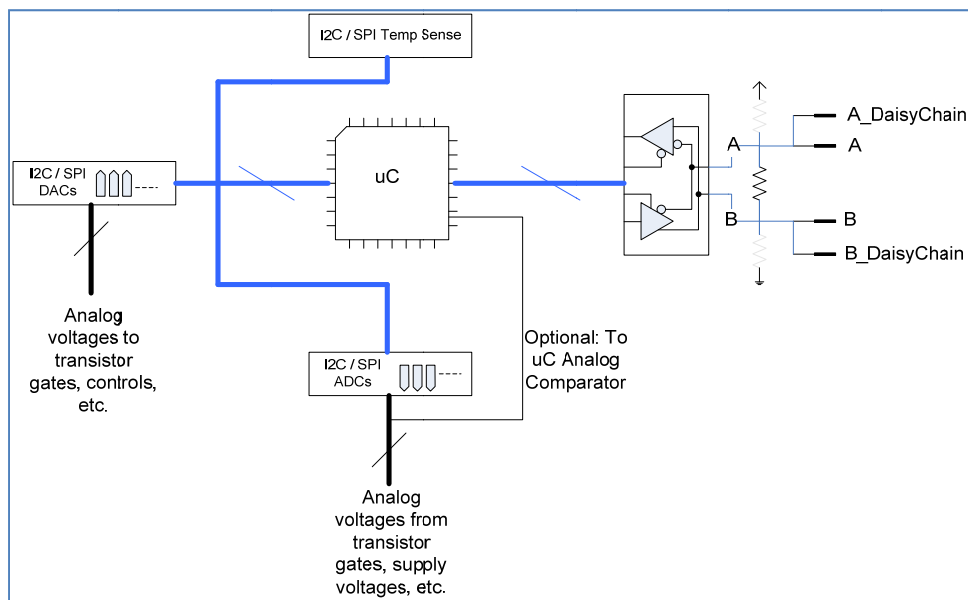 I2C / SPI Temp Sense
uC
I2C / SPI
DACs
A
B
A_DaisyChain
A
B
B_DaisyChain
Analog
voltages to
transistor
gates, controls,
etc.
I2C / SPI
ADCs
Optional: To
uC Analog
Comparator
Analog
voltages from
transistor
gates, supply
voltages, etc.